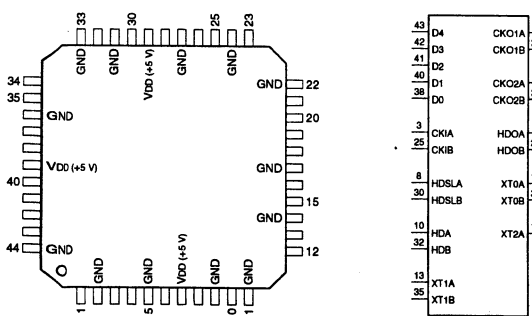 33
30
25
23
GND
GND
VDD (+5 V)
GND
GND
34
35
GND
VDD (+5 V)
40
44
GND
GND
22
20
GND
15
GND
12
GND
GND
VDD (+5 V)
GND
GND
1
5
0
1
43 D4
42 D3
41 D2
40 D1
38 D0
3 CKIA
25 CKIB
8 HDSLA
30 HDSLB
10 HDA
32 HDB
13 XT1A
35 XT1B
CKO1A
CKO1B
CKO2A
CKO2B
HDOA
HDOB
XT0A
XT0B
XT2A